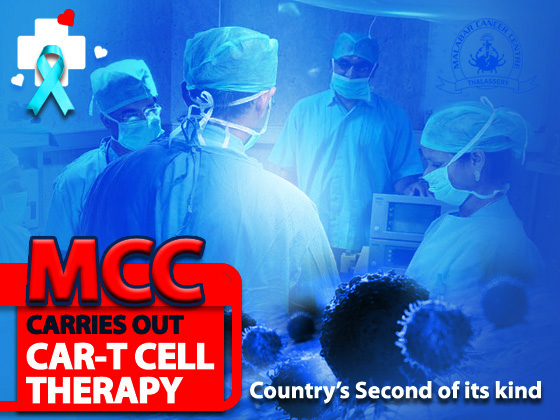 MALABAR CANCER CENTRE
THALASSERY
MCC
CARRIES OUT
CAR-T CELL
THERAPY
Country's Second of its kind